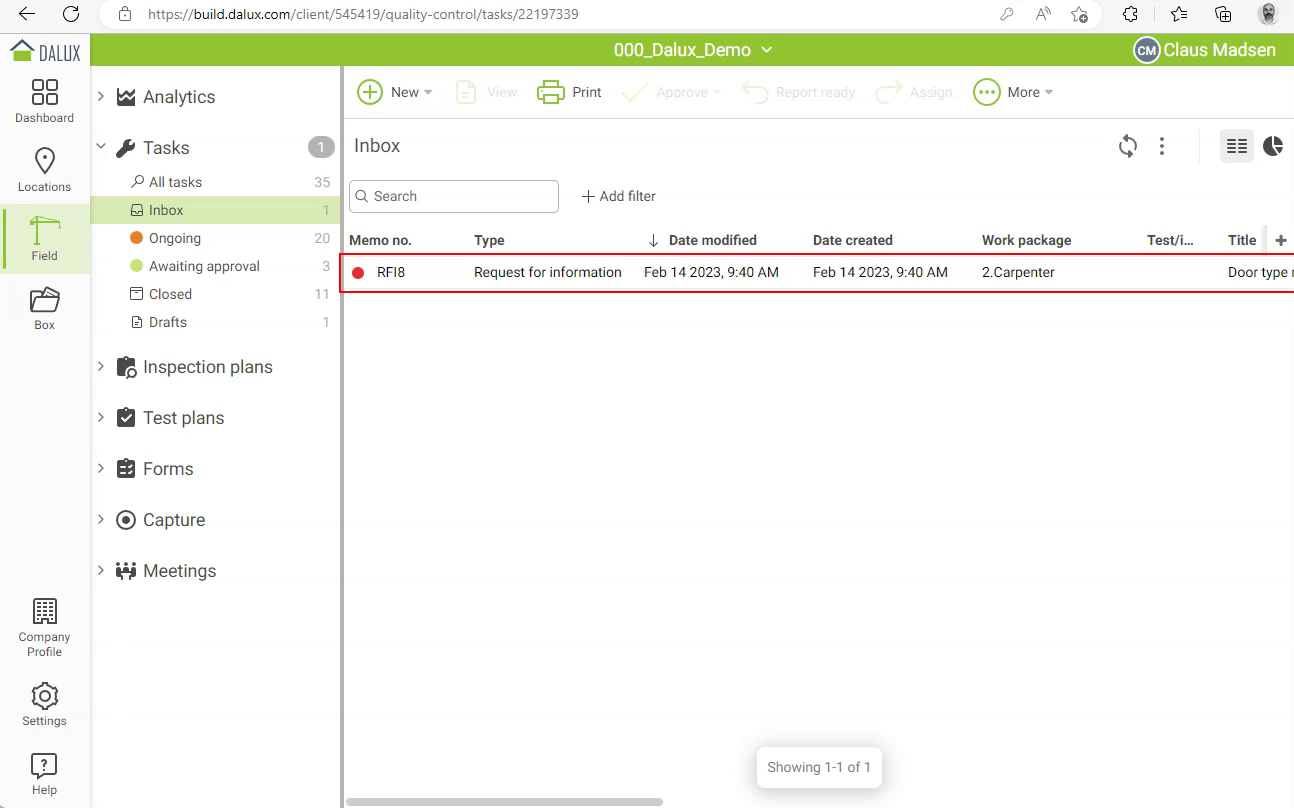 https://build.dalux.com/client/545419/quality-control/tasks/22197339
DALUX
000_Dalux_Demo
CM Claus Madsen
Dashboard
Locations
Field
Box
Company
Profile
Settings
Help
Analytics
Tasks 1
All tasks 35
Inbox 1
Ongoing 20
Awaiting approval 3
Closed 11
Drafts 1
Inspection plans
Test plans
Forms
Capture
Meetings
New View Print Approve Report ready Assign More
Inbox
Search Add filter
Memo no. Type Date modified Date created Work package Test/i... Title
RFI8 Request for information Feb 14 2023, 9:40 AM Feb 14 2023, 9:40 AM 2.Carpenter Door type
Showing 1-1 of 1